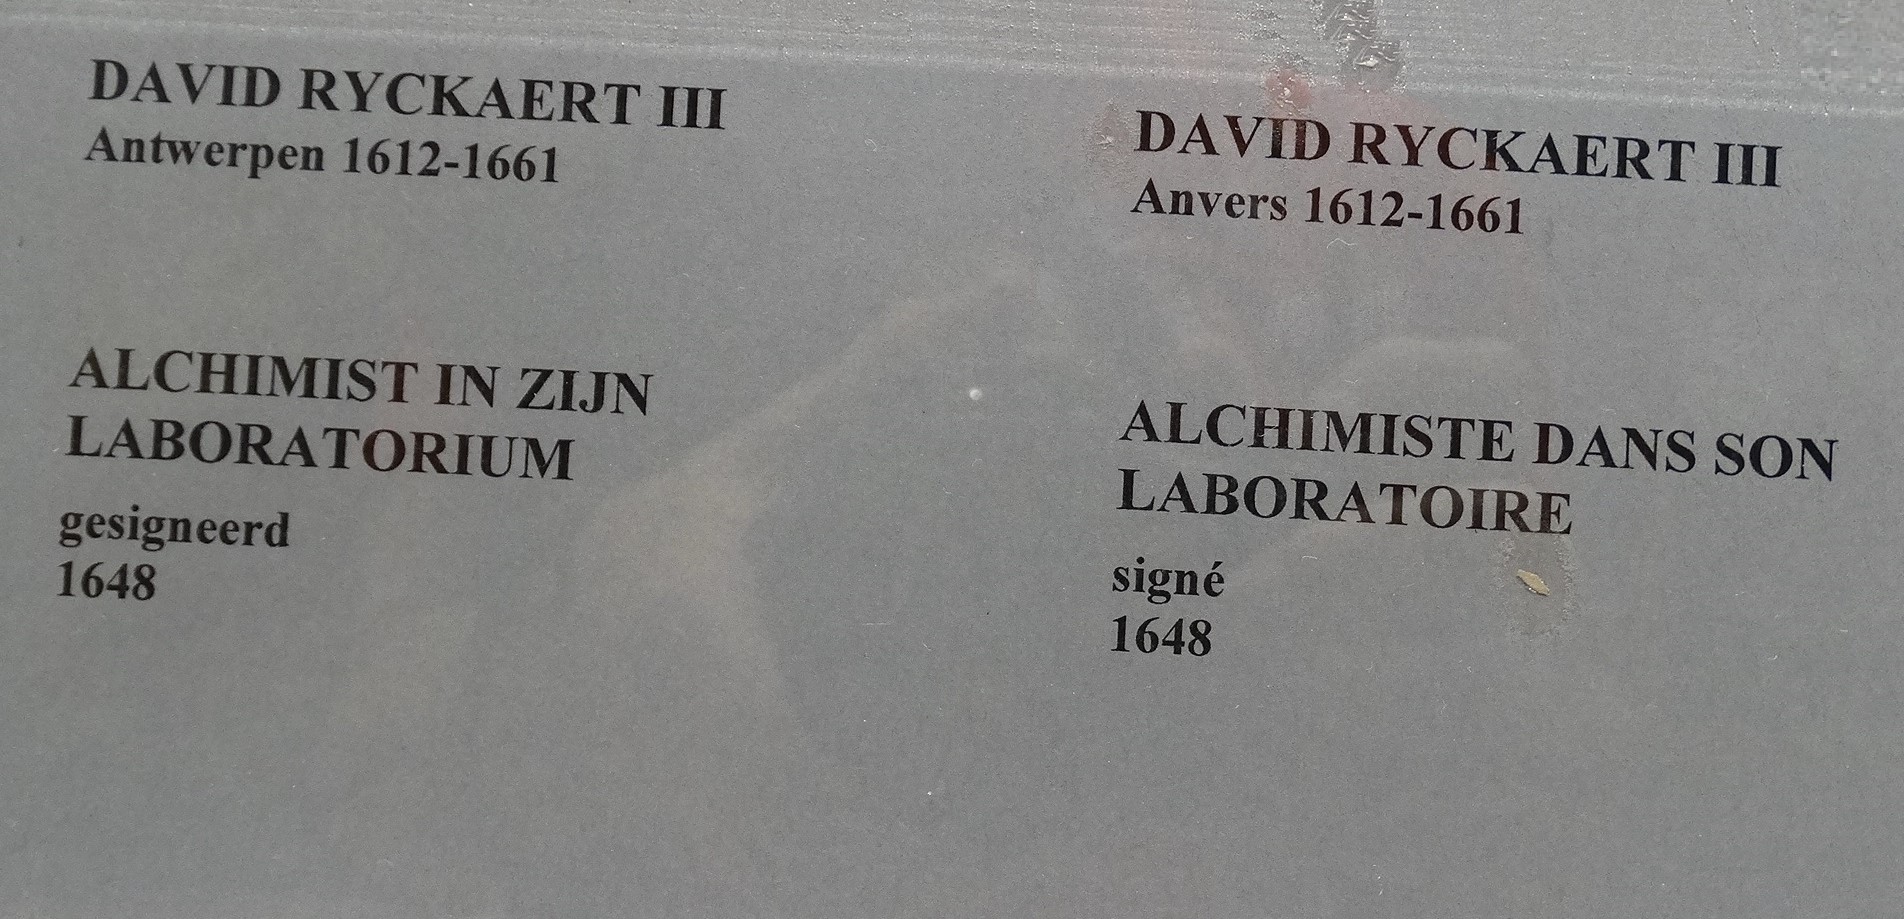 DAVID RYCKAERT III
Antwerpen 1612-1661
ALCHIMIST IN ZIJN
LABORATORIUM
gesigneerd
1648
DAVID RYCKAERT III
Anvers 1612-1661
ALCHIMISTE DANS SON
LABORATOIRE
signé
1648